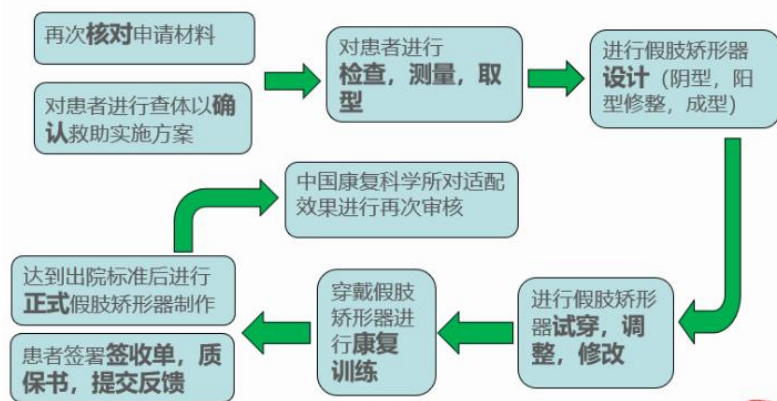 再次核对申请材料
对患者进行查体以确
认救助实施方案
对患者进行
检查，测量，取
型
进行假肢矫形器
设计（阴型，阳
型修整，成型）
进行假肢矫形
器试穿，调
整，修改
穿戴假肢
矫形器进
行康复
训练
达到出院标准后进行
正式假肢矫形器制作
患者签署签收单，质
保书，提交反馈
中国康复科学所对适配
效果进行再次审核